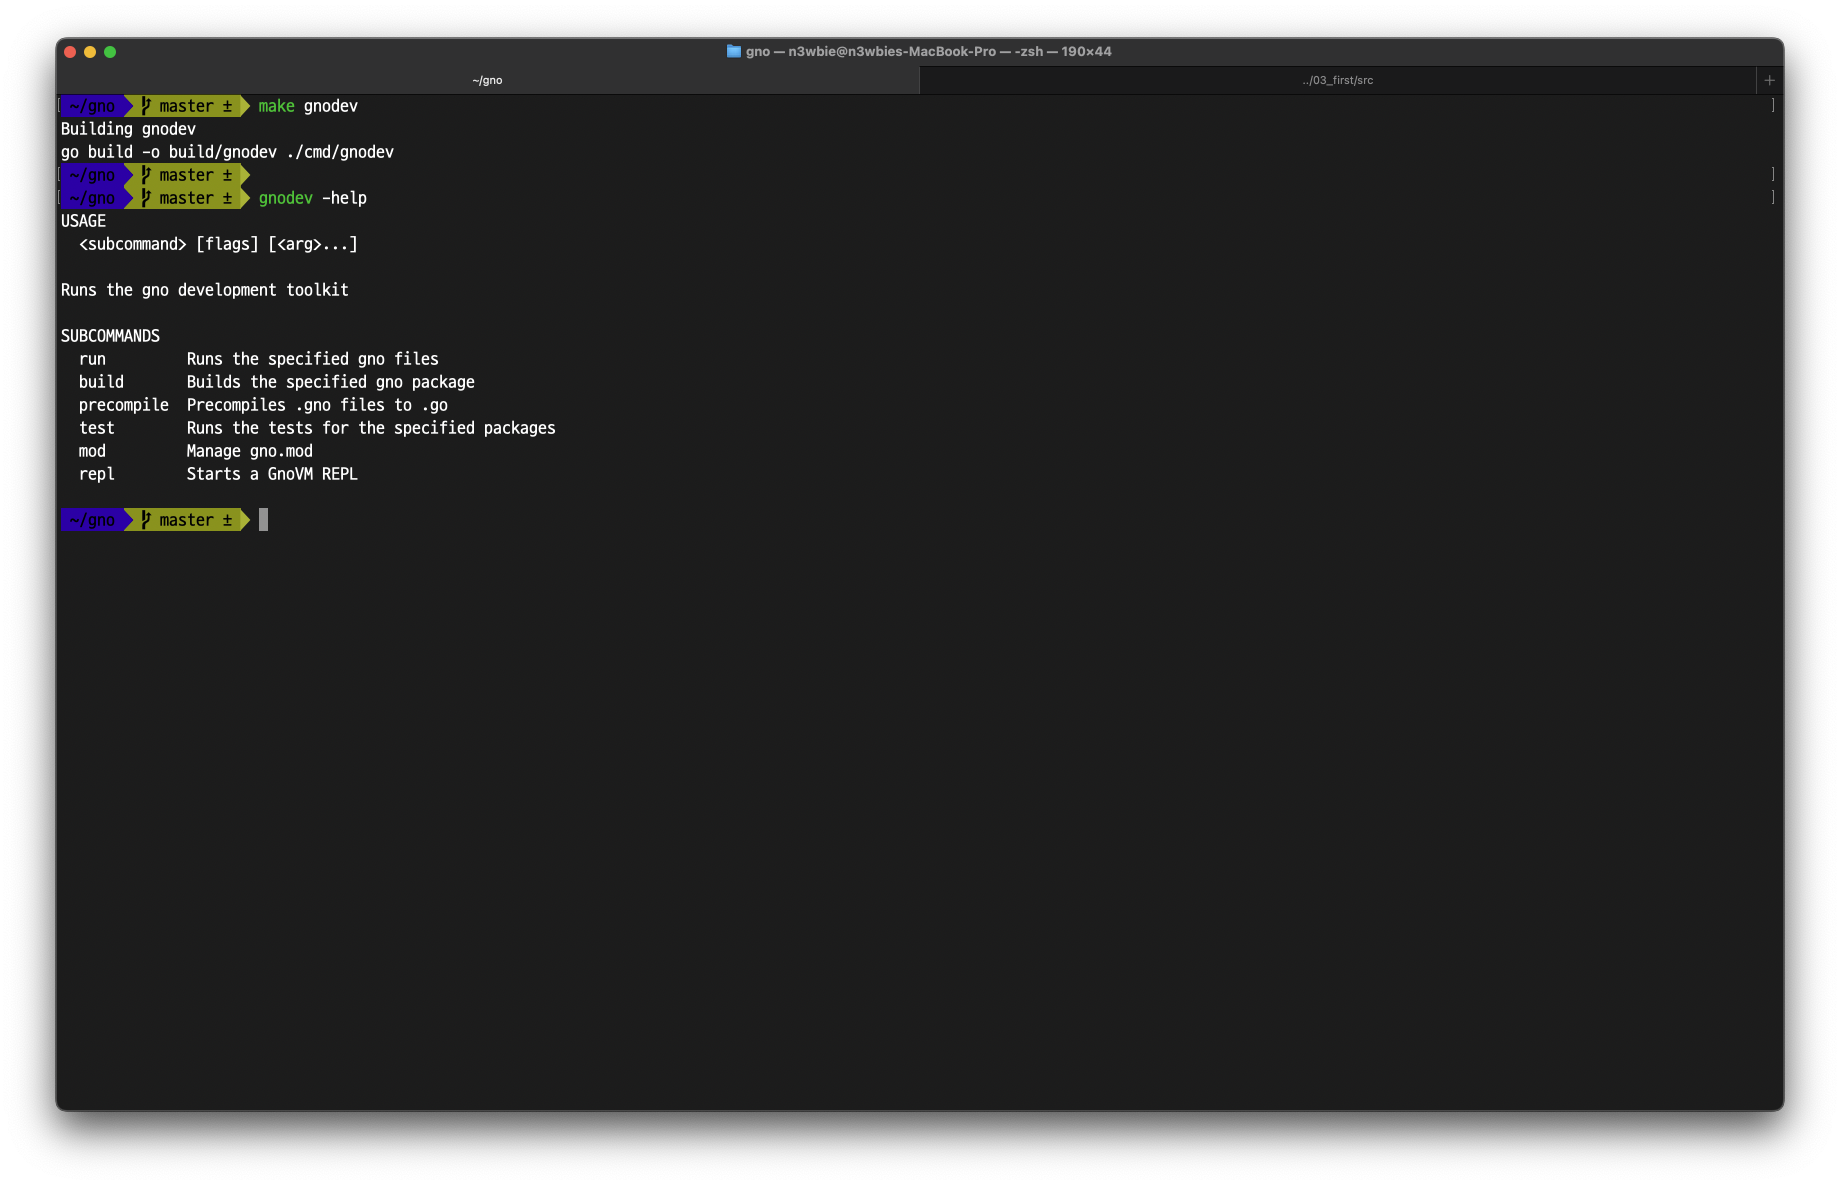 gno — n3wbie@n3wbies-MacBook-Pro — -zsh — 190×44
~/gno ../03_first/src +
[ ~/gno master ± make gnodev ]
Building gnodev
go build -o build/gnodev ./cmd/gnodev
[ ~/gno master ± ]
[ ~/gno master ± gnodev -help ]
USAGE
  <subcommand> [flags] [<arg>...]
Runs the gno development toolkit
SUBCOMMANDS
  run         Runs the specified gno files
  build       Builds the specified gno package
  precompile  Precompiles .gno files to .go
  test        Runs the tests for the specified packages
  mod         Manage gno.mod
  repl        Starts a GnoVM REPL
~/gno master ±